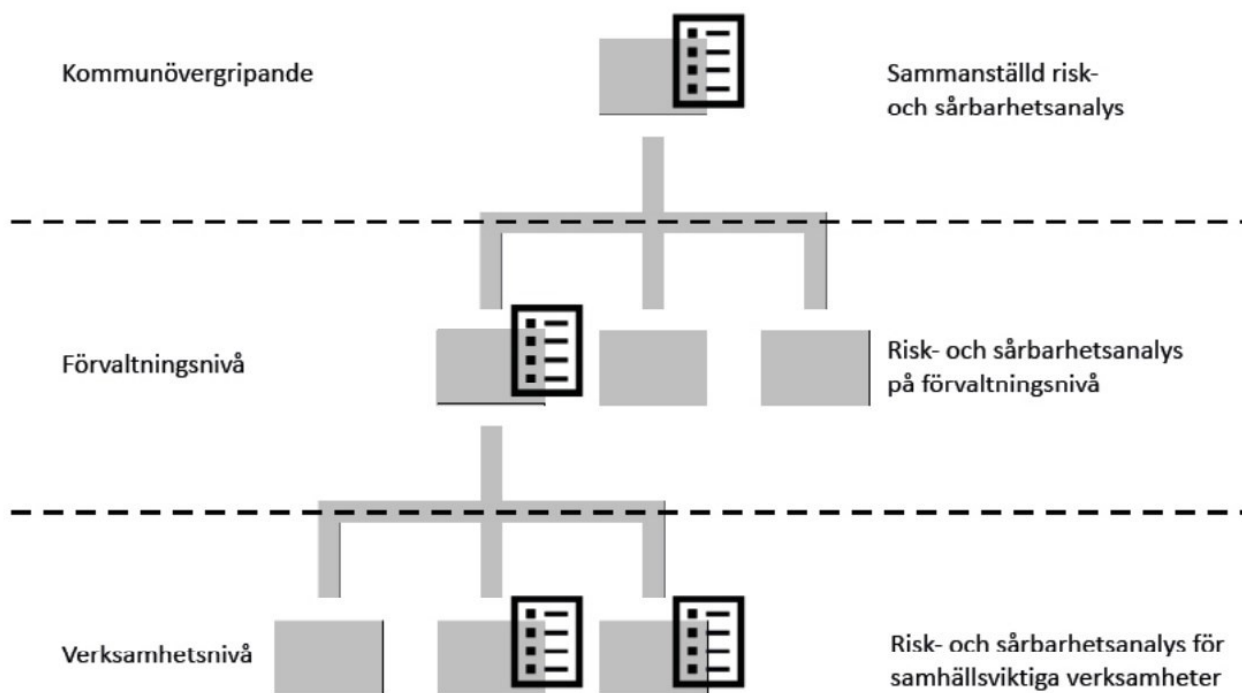 Kommunövergripande
Sammanställd risk-
och sårbarhetsanalys
Förvaltningsnivå
Risk- och sårbarhetsanalys
på förvaltningsnivå
Verksamhetsnivå
Risk- och sårbarhetsanalys för
samhällsviktiga verksamheter